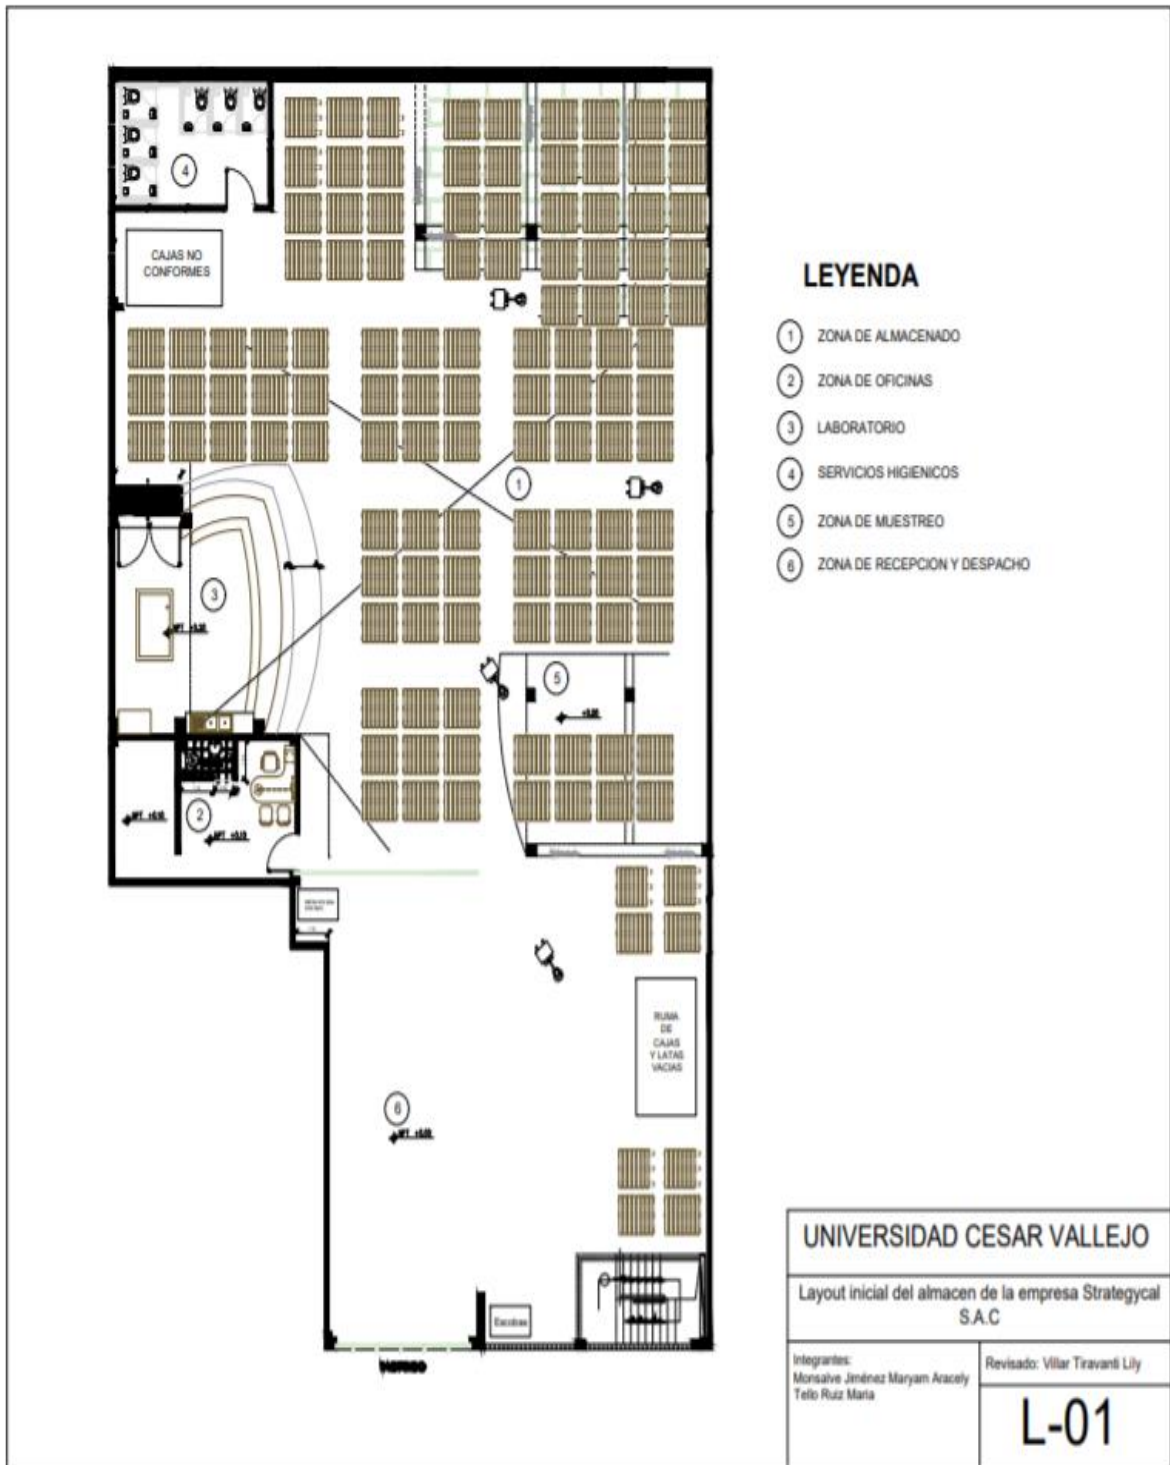 4
CAJAS NO
CONFORMES
1
3
5
2
6
RUMA
DE
CAJAS
Y LATAS
VACIAS
Escobas
LEYENDA
1 ZONA DE ALMACENADO
2 ZONA DE OFICINAS
3 LABORATORIO
4 SERVICIOS HIGIENICOS
5 ZONA DE MUESTREO
6 ZONA DE RECEPCION Y DESPACHO
UNIVERSIDAD CESAR VALLEJO
Layout inicial del almacen de la empresa Strategycal
S.A.C
Integrantes:
Monsalve Jiménez Maryam Aracely
Tello Ruiz Maria
Revisado: Villar Tiravanti Lily
L-01